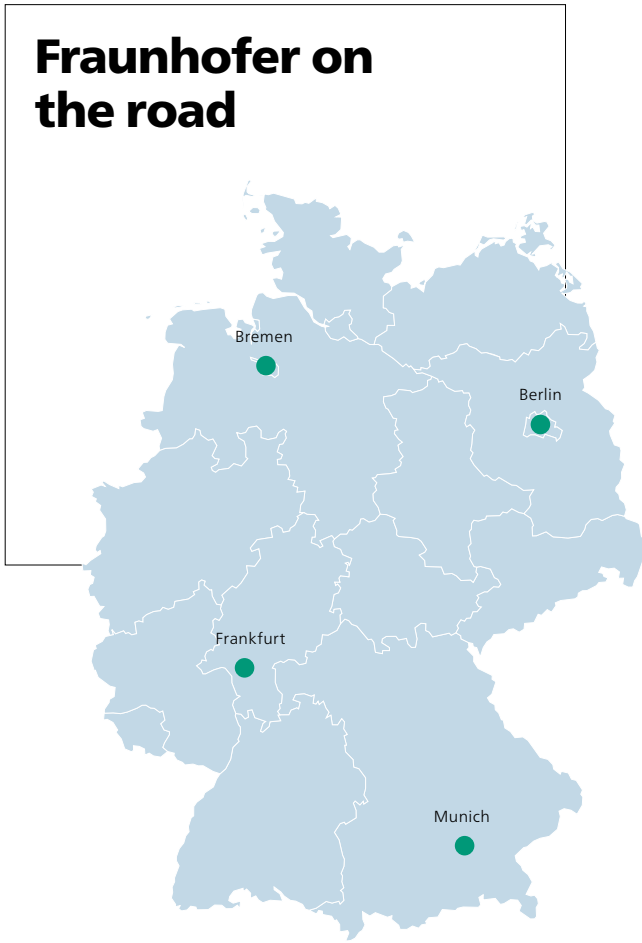 Fraunhofer on
the road
Bremen
Berlin
Frankfurt
Munich